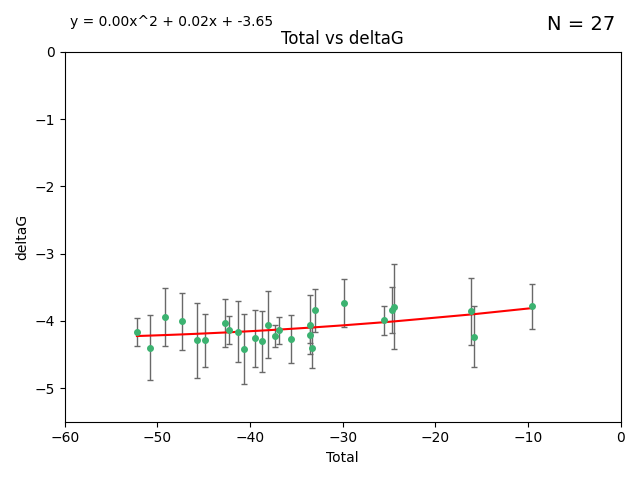 y = 0.00x^2 + 0.02x + -3.65
N = 27
Total vs deltaG
0
−1
−2
−3
−4
−5
deltaG
−60
−50
−40
−30
−20
−10
0
Total